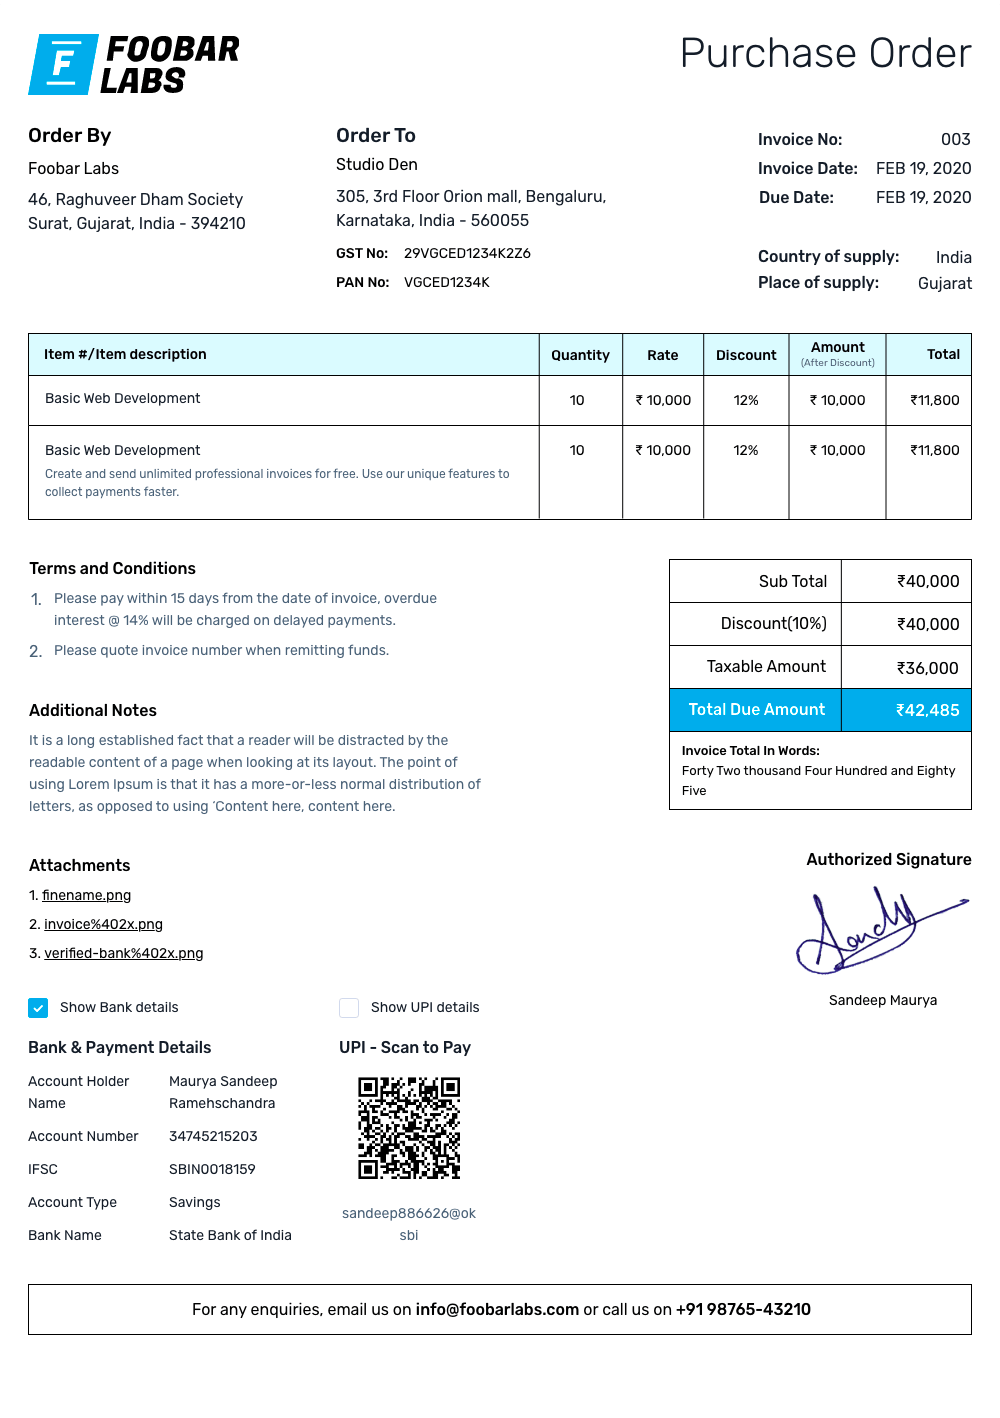 F FOOBAR
LABS
Purchase Order
Order By
Foobar Labs
46, Raghuveer Dham Society
Surat, Gujarat, India - 394210
Order To
Studio Den
305, 3rd Floor Orion mall, Bengaluru,
Karnataka, India - 560055
GST No: 29VGCED1234K2Z6
PAN No: VGCED1234K
Invoice No: 003
Invoice Date: FEB 19, 2020
Due Date: FEB 19, 2020
Country of supply: India
Place of supply: Gujarat
Item #/Item description Quantity Rate Discount Amount (After Discount) Total
Basic Web Development 10 ₹ 10,000 12% ₹ 10,000 ₹11,800
Basic Web Development 10 ₹ 10,000 12% ₹ 10,000 ₹11,800
Create and send unlimited professional invoices for free. Use our unique features to
collect payments faster.
Terms and Conditions
1. Please pay within 15 days from the date of invoice, overdue
interest @ 14% will be charged on delayed payments.
2. Please quote invoice number when remitting funds.
Additional Notes
It is a long established fact that a reader will be distracted by the
readable content of a page when looking at its layout. The point of
using Lorem Ipsum is that it has a more-or-less normal distribution of
letters, as opposed to using 'Content here, content here.
Sub Total ₹40,000
Discount(10%) ₹40,000
Taxable Amount ₹36,000
Total Due Amount ₹42,485
Invoice Total In Words:
Forty Two thousand Four Hundred and Eighty
Five
Attachments
1. finename.png
2. invoice%402x.png
3. verified-bank%402x.png
Authorized Signature
Sandy
Sandeep Maurya
Show Bank details
Show UPI details
Bank & Payment Details
Account Holder Name Maurya Sandeep
Ramehschandra
Account Number 34745215203
IFSC SBIN0018159
Account Type Savings
Bank Name State Bank of India
UPI - Scan to Pay
sandeep886626@ok
sbi
For any enquiries, email us on info@foobarlabs.com or call us on +91 98765-43210